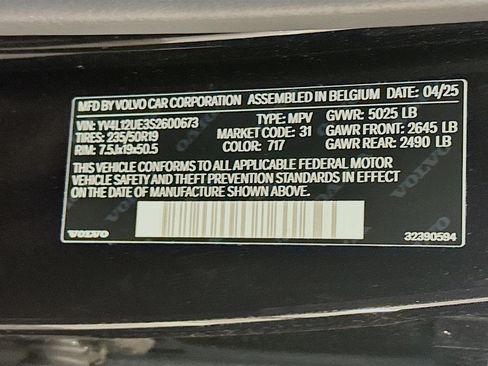 MFD BY VOLVO CAR CORPORATION ASSEMBLED IN BELGIUM DATE: 04/25
VIN: YV4L12UE3S2600673 TYPE: MPV GVWR: 5025 LB
TIRES: 235/50R19 MARKET CODE: 31 GAWR FRONT: 2645 LB
RIM: 7.5Jx19x50.5 COLOR: 717 GAWR REAR: 2490 LB
THIS VEHICLE CONFORMS TO ALL APPLICABLE FEDERAL MOTOR
VEHICLE SAFETY AND THEFT PREVENTION STANDARDS IN EFFECT
ON THE DATE OF MANUFACTURE SHOWN ABOVE.
VOLVO 32390594